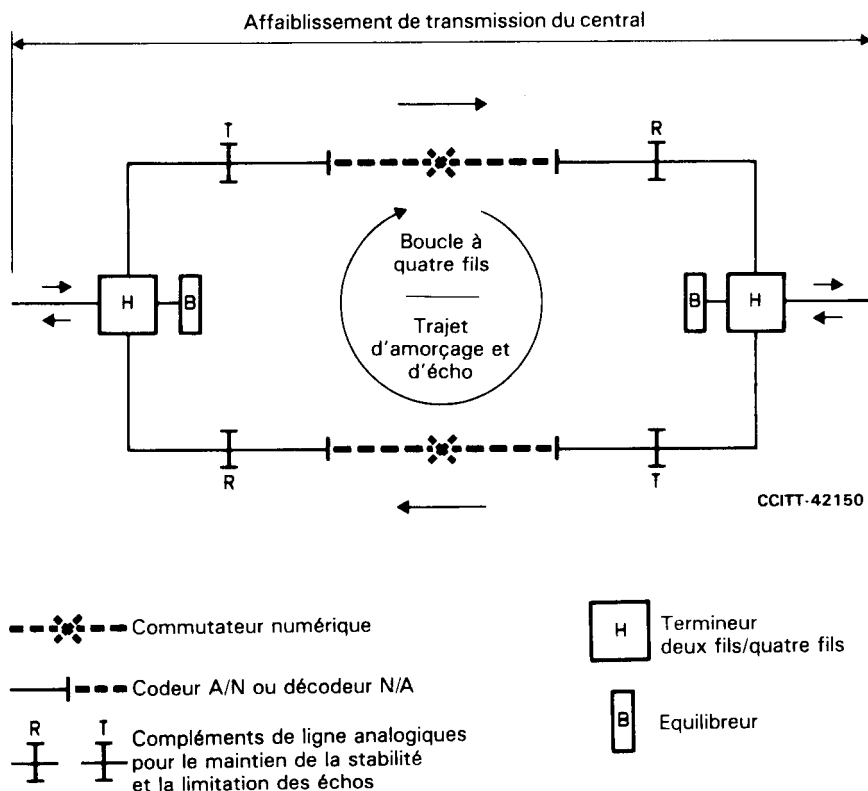 Affaiblissement de transmission du central
T
R
Boucle à
quatre fils
H
B
B
H
Trajet
d'amorçage et
d'écho
R
T
CCITT-42150
Commutateur numérique
H
Termineur
deux fils/quatre fils
Codeur A/N ou décodeur N/A
B
Equilibreur
R
T
Compléments de ligne analogiques
pour le maintien de la stabilité
et la limitation des échos